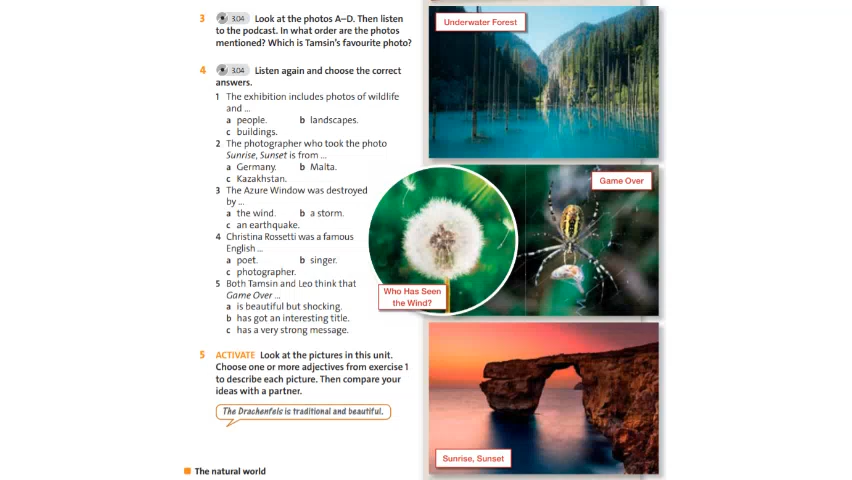 3 3.04 Look at the photos A–D. Then listen
to the podcast. In what order are the photos
mentioned? Which is Tamsin's favourite photo?
4 3.04 Listen again and choose the correct
answers.
1 The exhibition includes photos of wildlife
and ...
a people. b landscapes.
c buildings.
2 The photographer who took the photo
Sunrise, Sunset is from ...
a Germany. b Malta.
c Kazakhstan.
3 The Azure Window was destroyed
by ...
a the wind. b a storm.
c an earthquake.
4 Christina Rossetti was a famous
English ...
a poet. b singer.
c photographer.
5 Both Tamsin and Leo think that
Game Over ...
a is beautiful but shocking.
b has got an interesting title.
c has a very strong message.
5 ACTIVATE Look at the pictures in this unit.
Choose one or more adjectives from exercise 1
to describe each picture. Then compare your
ideas with a partner.
The Drachenfels is traditional and beautiful.
The natural world
Underwater Forest
Game Over
Who Has Seen
the Wind?
Sunrise, Sunset